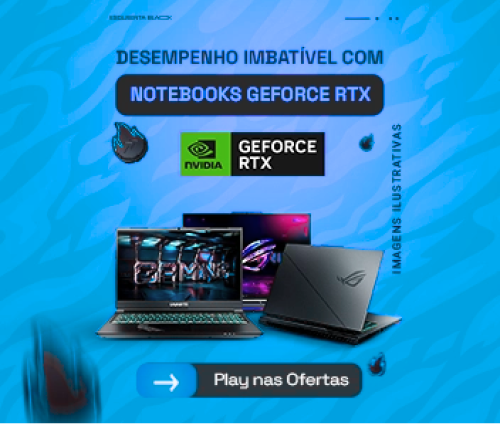 DESEMPENHO IMBATÍVEL COM
NOTEBOOKS GEFORCE RTX
NVIDIA
GEFORCE
RTX
IMAGENS ILUSTRATIVAS
Play nas Ofertas